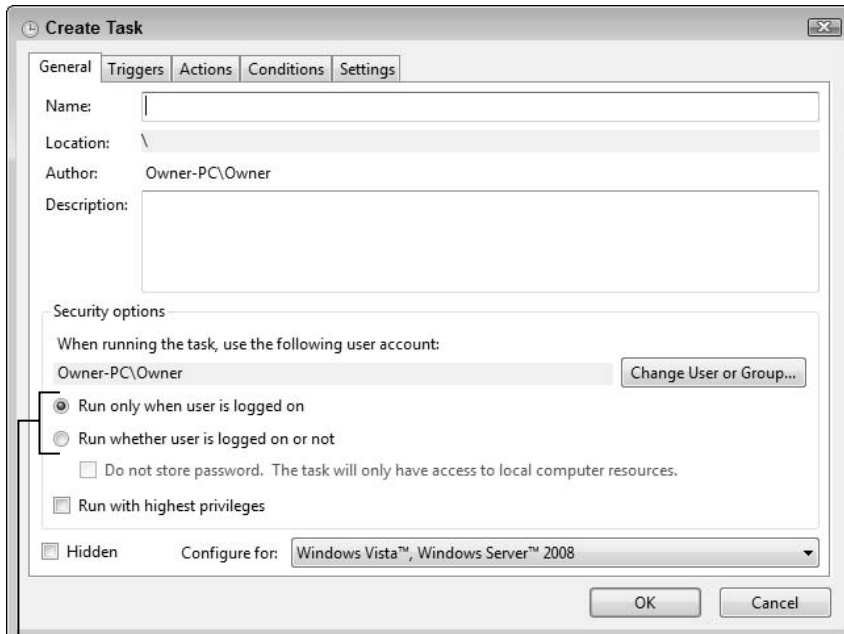 Create Task
General Triggers Actions Conditions Settings
Name:
Location: \
Author: Owner-PC\Owner
Description:
Security options
When running the task, use the following user account:
Owner-PC\Owner Change User or Group...
Run only when user is logged on
Run whether user is logged on or not
Do not store password. The task will only have access to local computer resources.
Run with highest privileges
Hidden Configure for: Windows Vista™, Windows Server™ 2008
OK Cancel